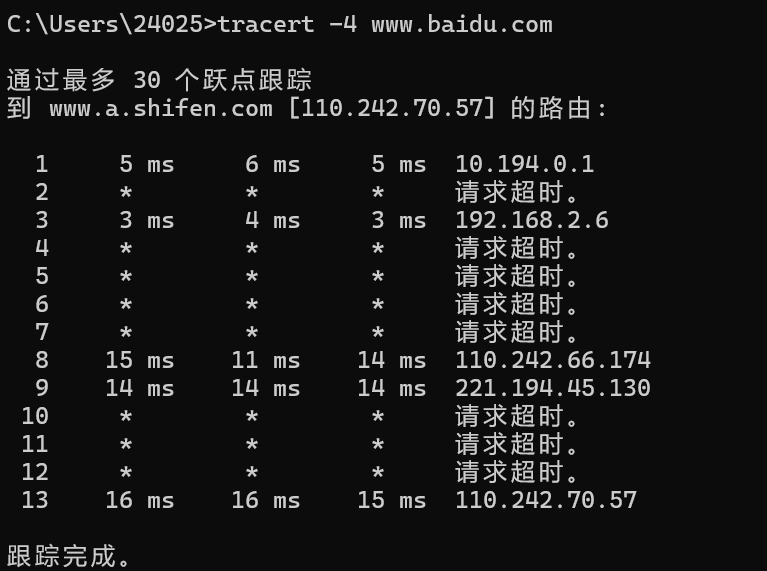 C:\Users\24025>tracert -4 www.baidu.com
通过最多 30 个跃点跟踪
到 www.a.shifen.com [110.242.70.57] 的路由:
1 5 ms 6 ms 5 ms 10.194.0.1
2 * * * 请求超时。
3 3 ms 4 ms 3 ms 192.168.2.6
4 * * * 请求超时。
5 * * * 请求超时。
6 * * * 请求超时。
7 * * * 请求超时。
8 15 ms 11 ms 14 ms 110.242.66.174
9 14 ms 14 ms 14 ms 221.194.45.130
10 * * * 请求超时。
11 * * * 请求超时。
12 * * * 请求超时。
13 16 ms 16 ms 15 ms 110.242.70.57
跟踪完成。